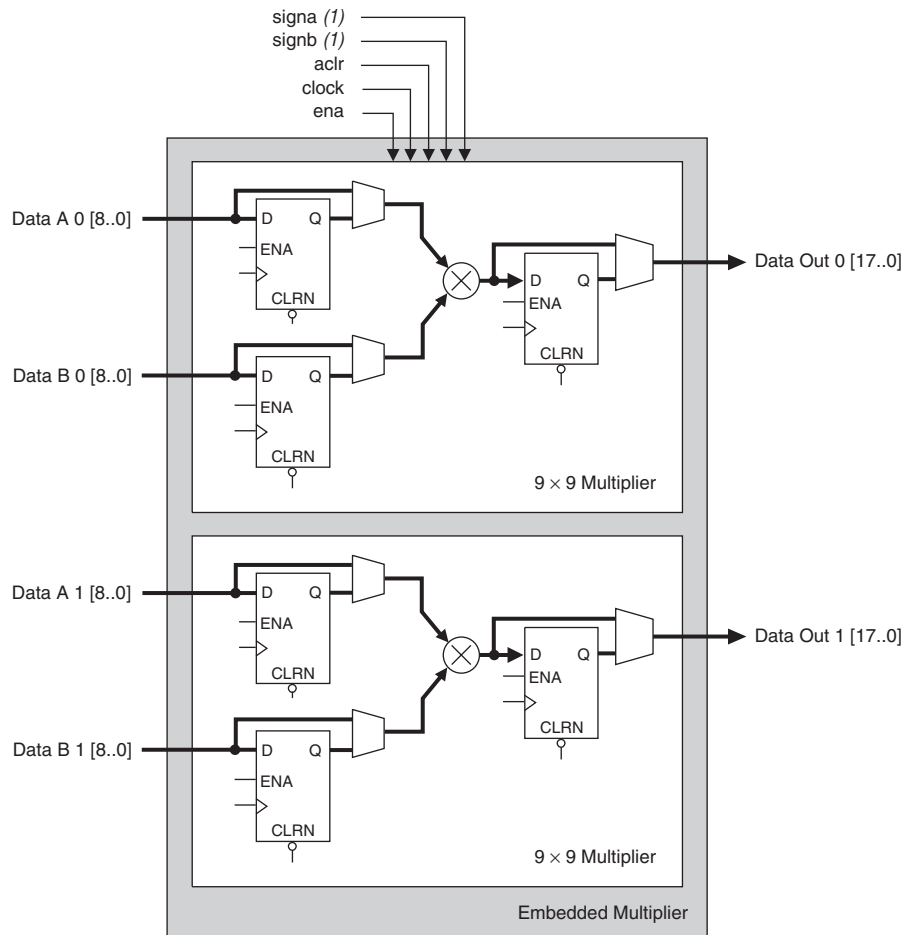 signa (1)
signb (1)
aclr
clock
ena
Data A 0 [8..0]
D Q
ENA
CLRN
Data B 0 [8..0]
D Q
ENA
CLRN
D Q
ENA
CLRN
Data Out 0 [17..0]
9 × 9 Multiplier
Data A 1 [8..0]
D Q
ENA
CLRN
Data B 1 [8..0]
D Q
ENA
CLRN
D Q
ENA
CLRN
Data Out 1 [17..0]
9 × 9 Multiplier
Embedded Multiplier